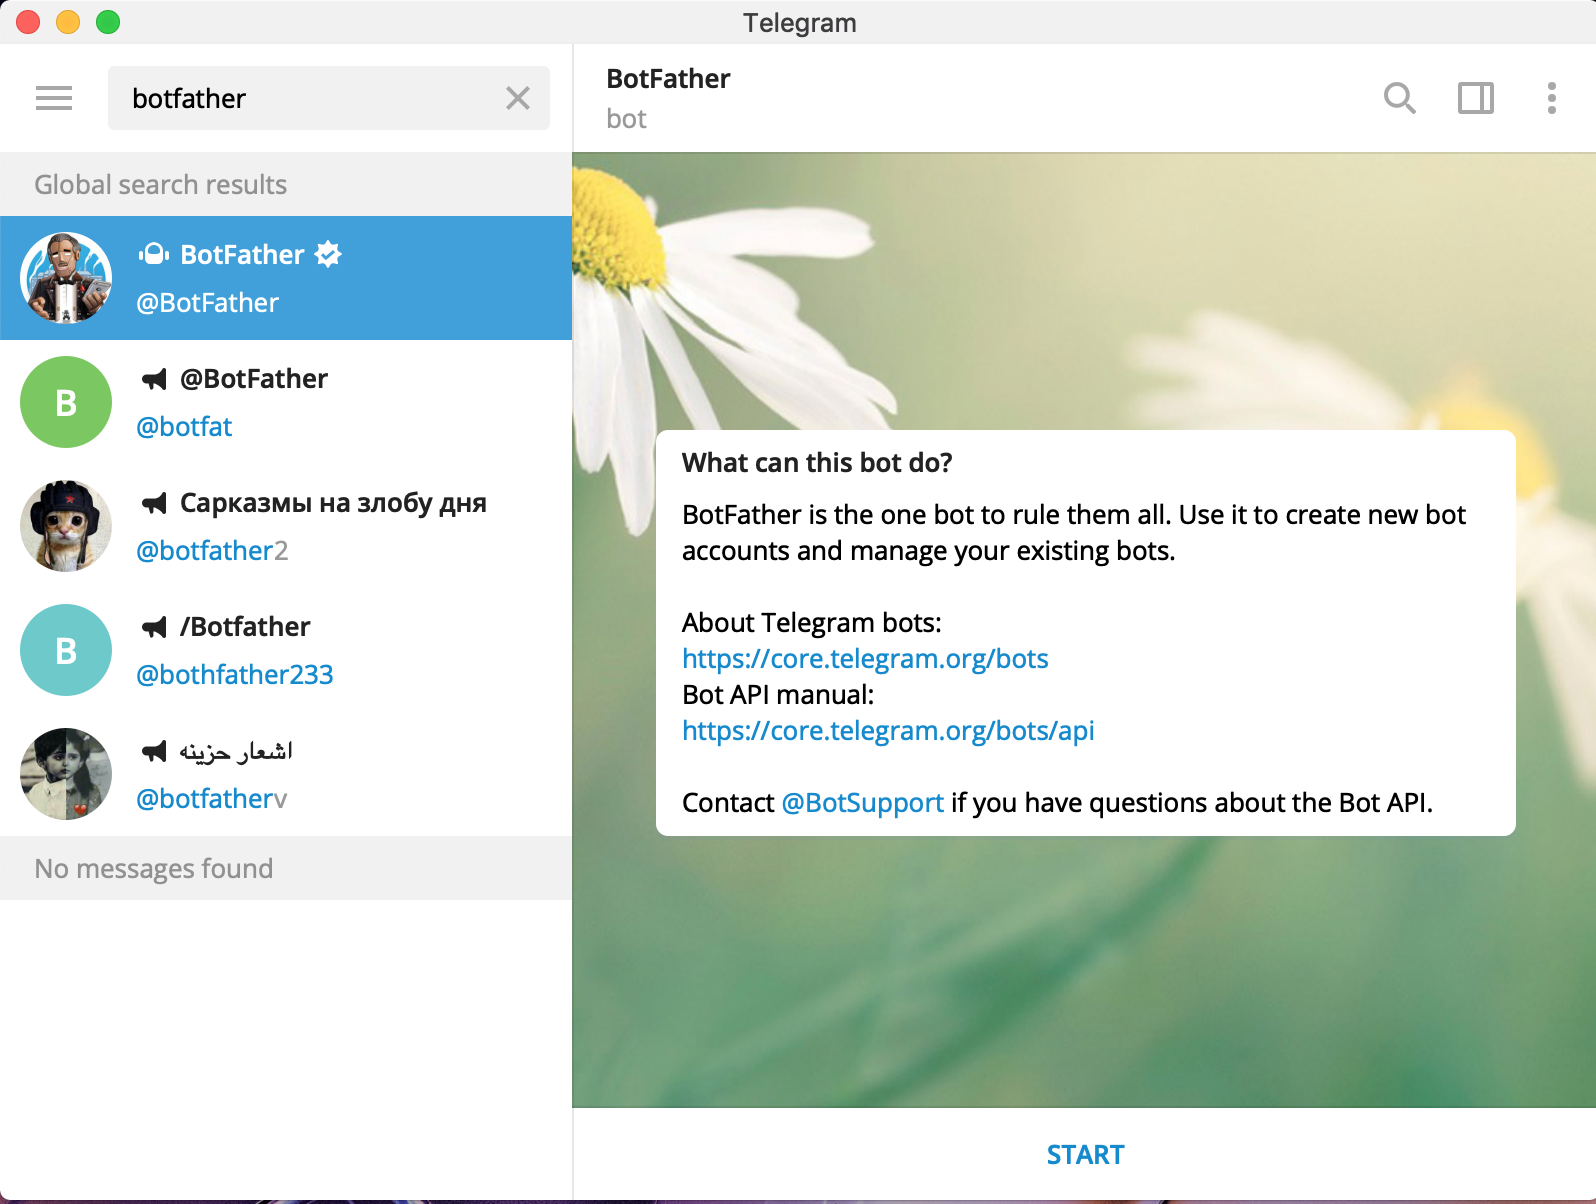 Telegram
botfather
Global search results
BotFather
@BotFather
B
@BotFather
@botfat
Сарказмы на злобу дня
@botfather2
B
/Botfather
@bothfather233
اشعار حزينه
@botfatherv
No messages found
BotFather
bot
What can this bot do?
BotFather is the one bot to rule them all. Use it to create new bot
accounts and manage your existing bots.
About Telegram bots:
https://core.telegram.org/bots
Bot API manual:
https://core.telegram.org/bots/api
Contact @BotSupport if you have questions about the Bot API.
START